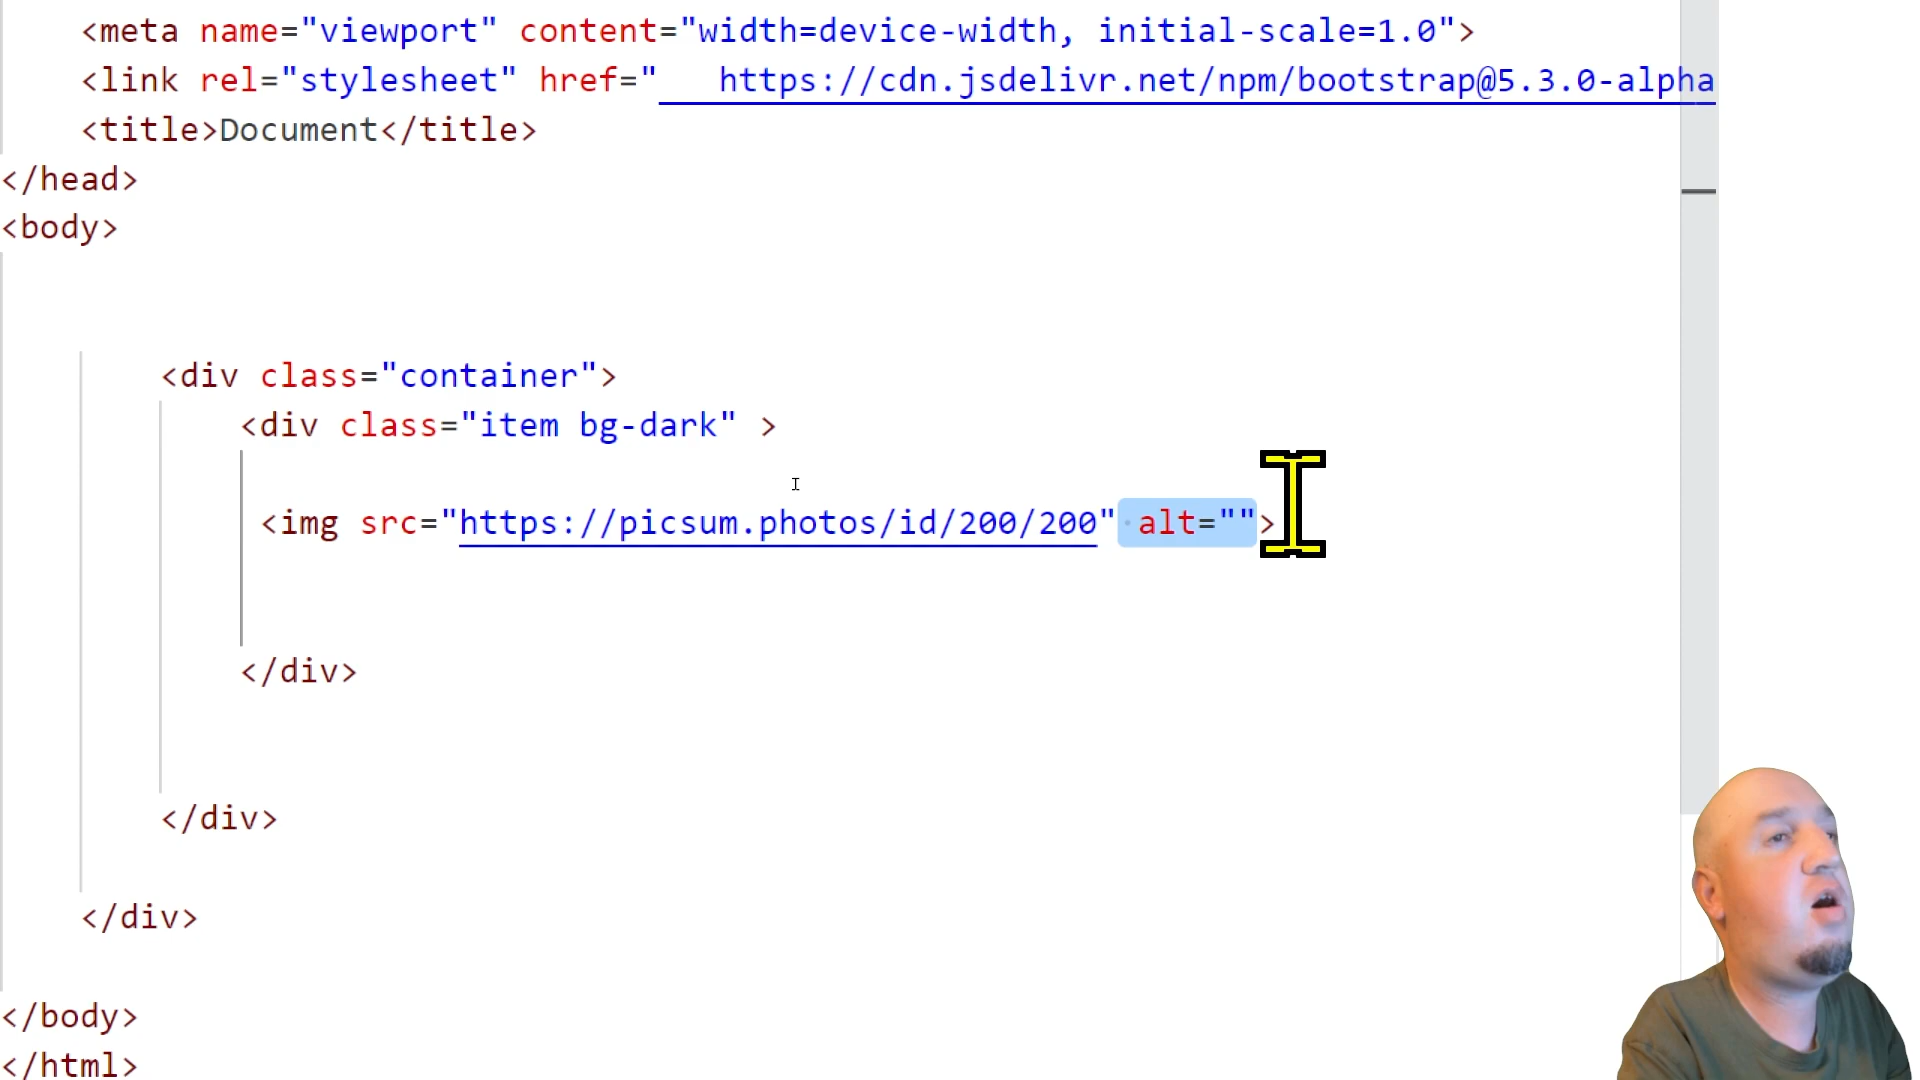 <meta name="viewport" content="width=device-width, initial-scale=1.0">
<link rel="stylesheet" href="   https://cdn.jsdelivr.net/npm/bootstrap@5.3.0-alpha
<title>Document</title>
</head>
<body>
<div class="container">
<div class="item bg-dark" >
<img src="https://picsum.photos/id/200/200" alt="">
</div>
</div>
</div>
</body>
</html>